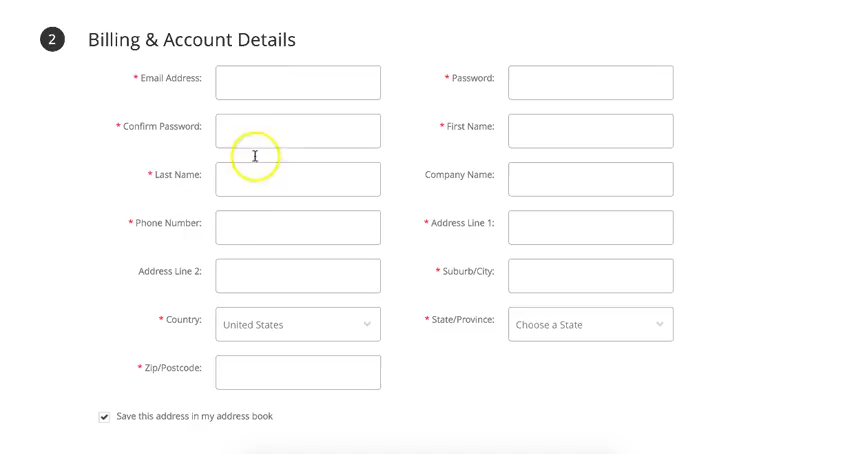 2 Billing & Account Details
* Email Address: * Password:
* Confirm Password: * First Name:
* Last Name: Company Name:
* Phone Number: * Address Line 1:
Address Line 2: * Suburb/City:
* Country: United States * State/Province: Choose a State
* Zip/Postcode:
Save this address in my address book